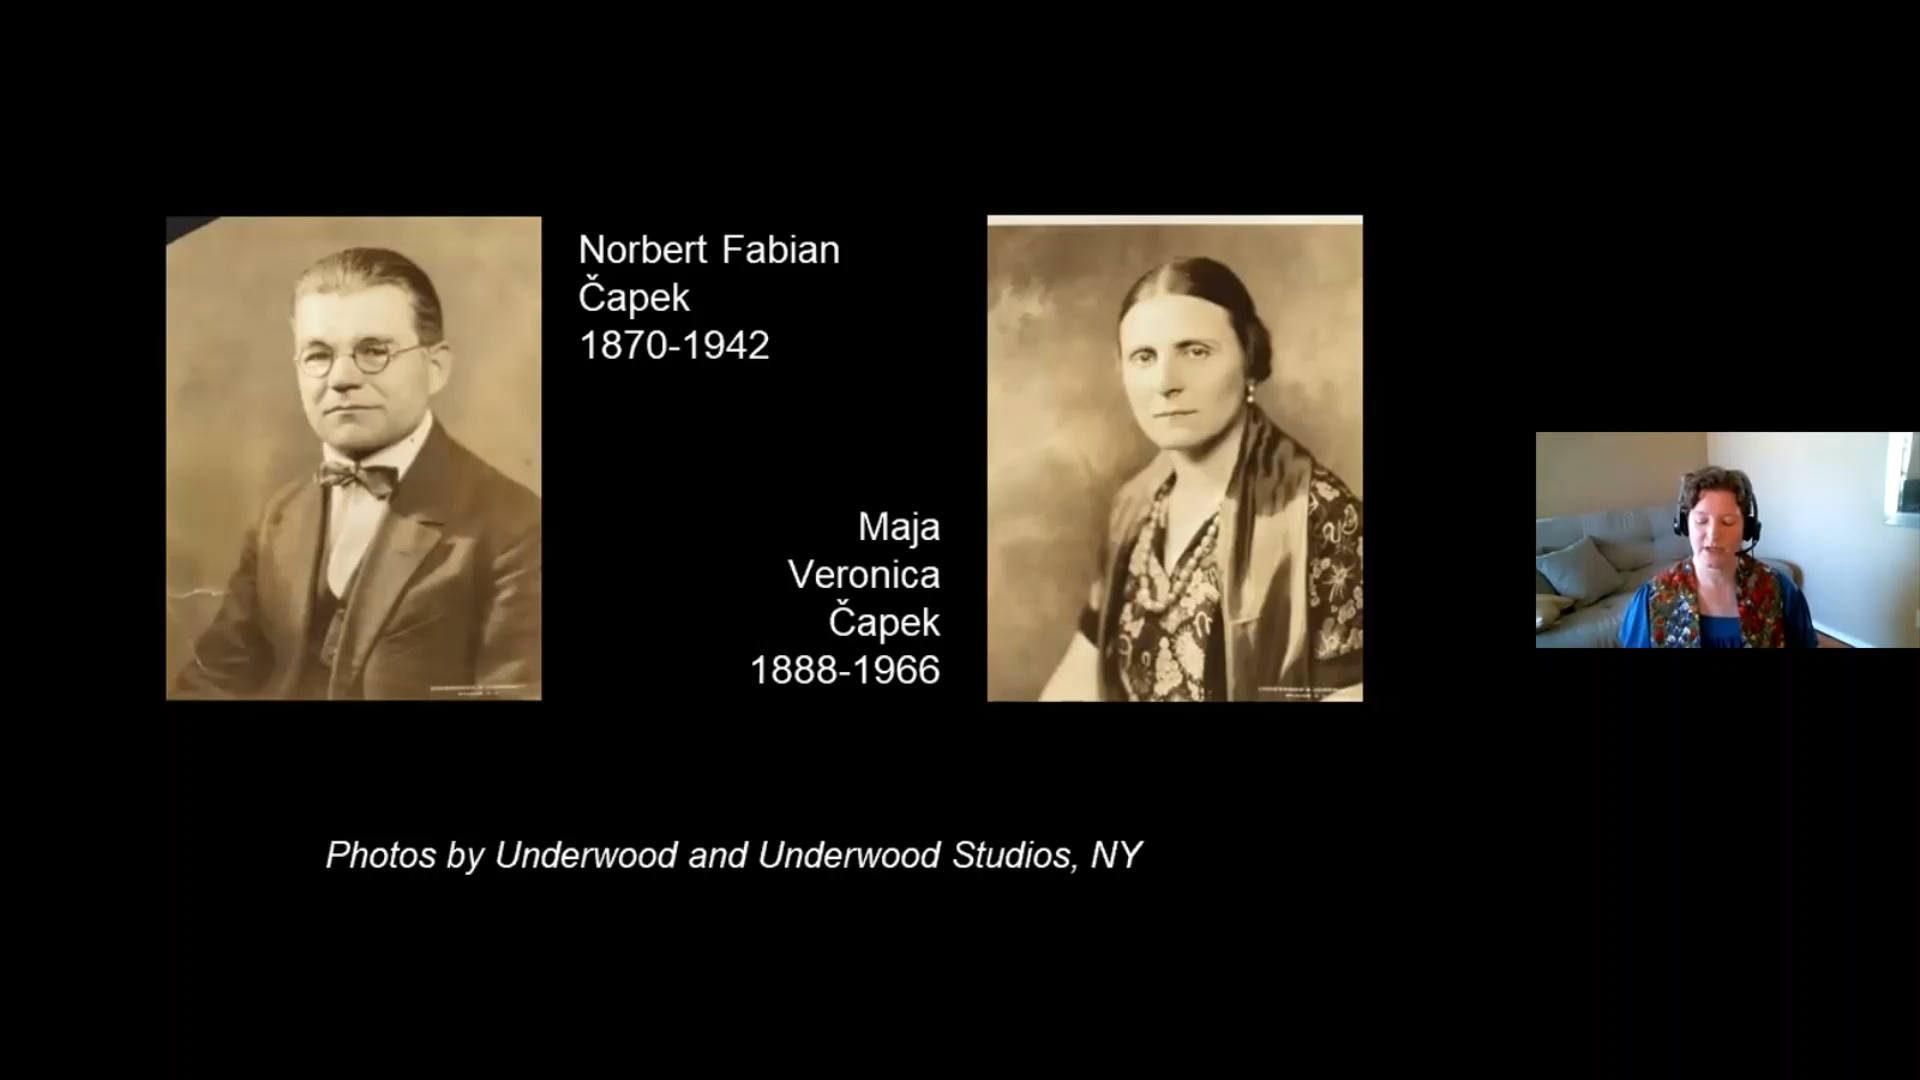 Norbert Fabian
Čapek
1870-1942
Maja
Veronica
Čapek
1888-1966
Photos by Underwood and Underwood Studios, NY